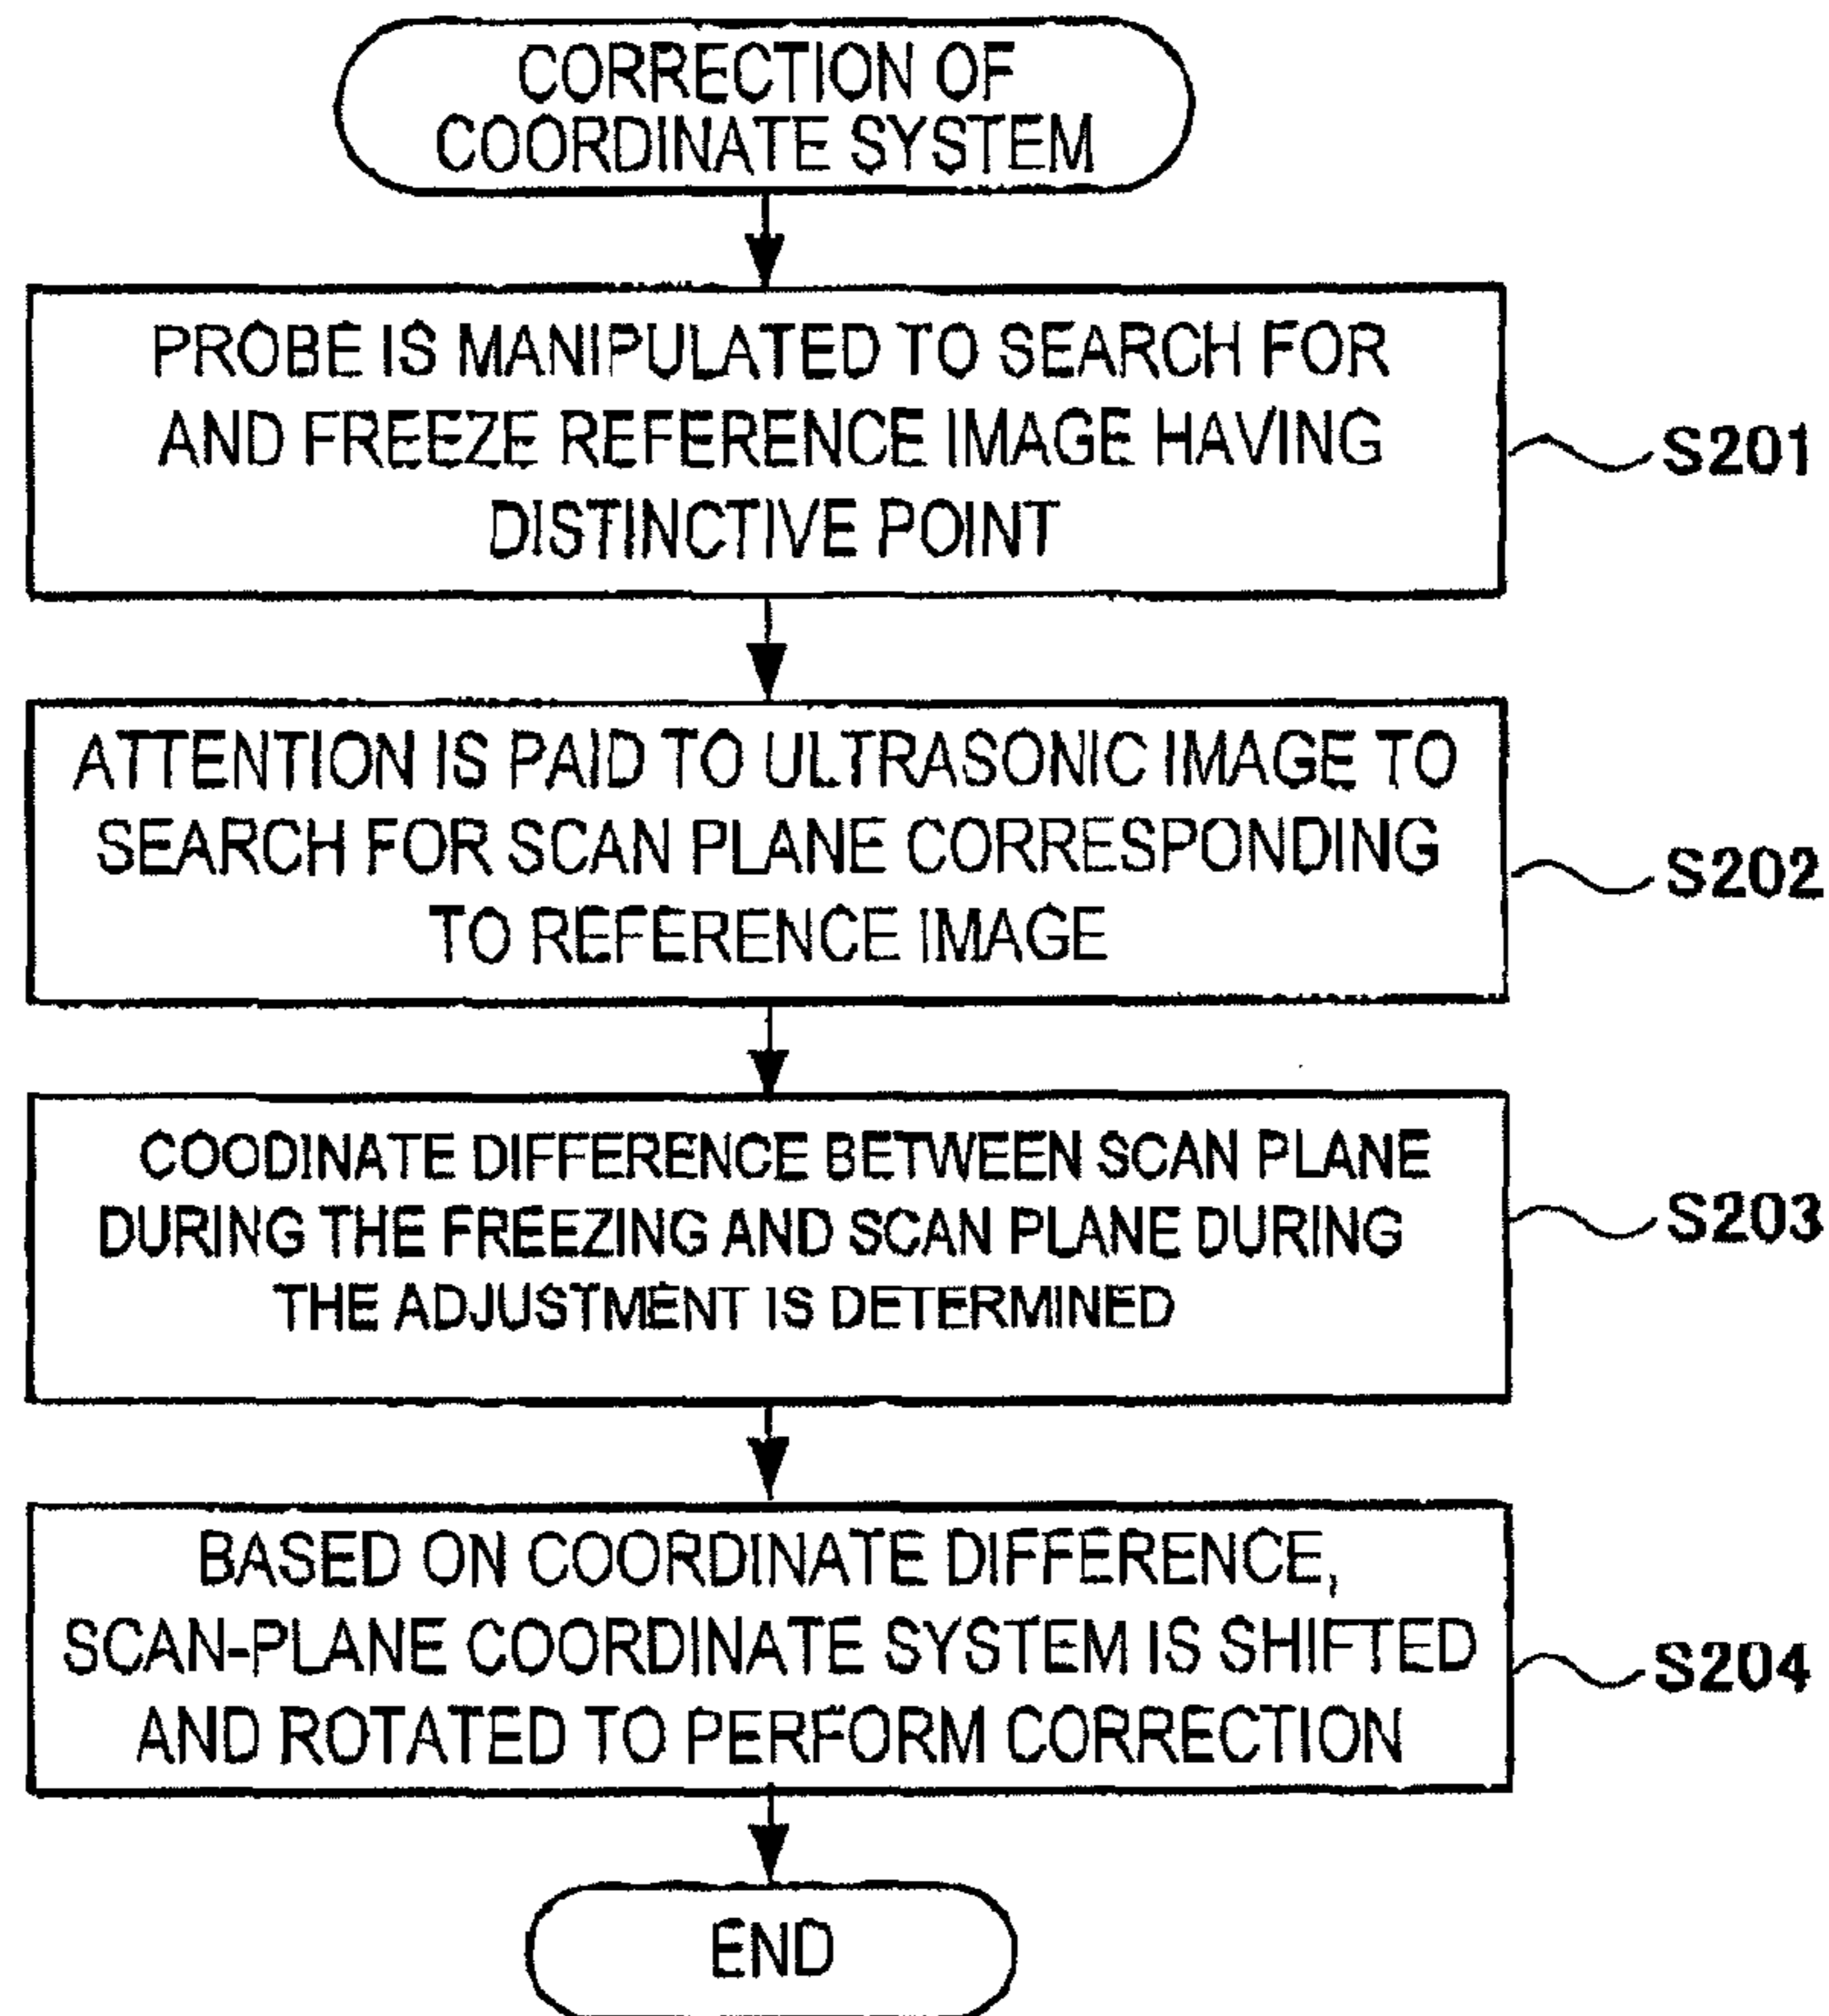 CORRECTION OF
COORDINATE SYSTEM
PROBE IS MANIPULATED TO SEARCH FOR
AND FREEZE REFERENCE IMAGE HAVING
DISTINCTIVE POINT
S201
ATTENTION IS PAID TO ULTRASONIC IMAGE TO
SEARCH FOR SCAN PLANE CORRESPONDING
TO REFERENCE IMAGE
S202
COODINATE DIFFERENCE BETWEEN SCAN PLANE
DURING THE FREEZING AND SCAN PLANE DURING
THE ADJUSTMENT IS DETERMINED
S203
BASED ON COORDINATE DIFFERENCE,
SCAN-PLANE COORDINATE SYSTEM IS SHIFTED
AND ROTATED TO PERFORM CORRECTION
S204
END